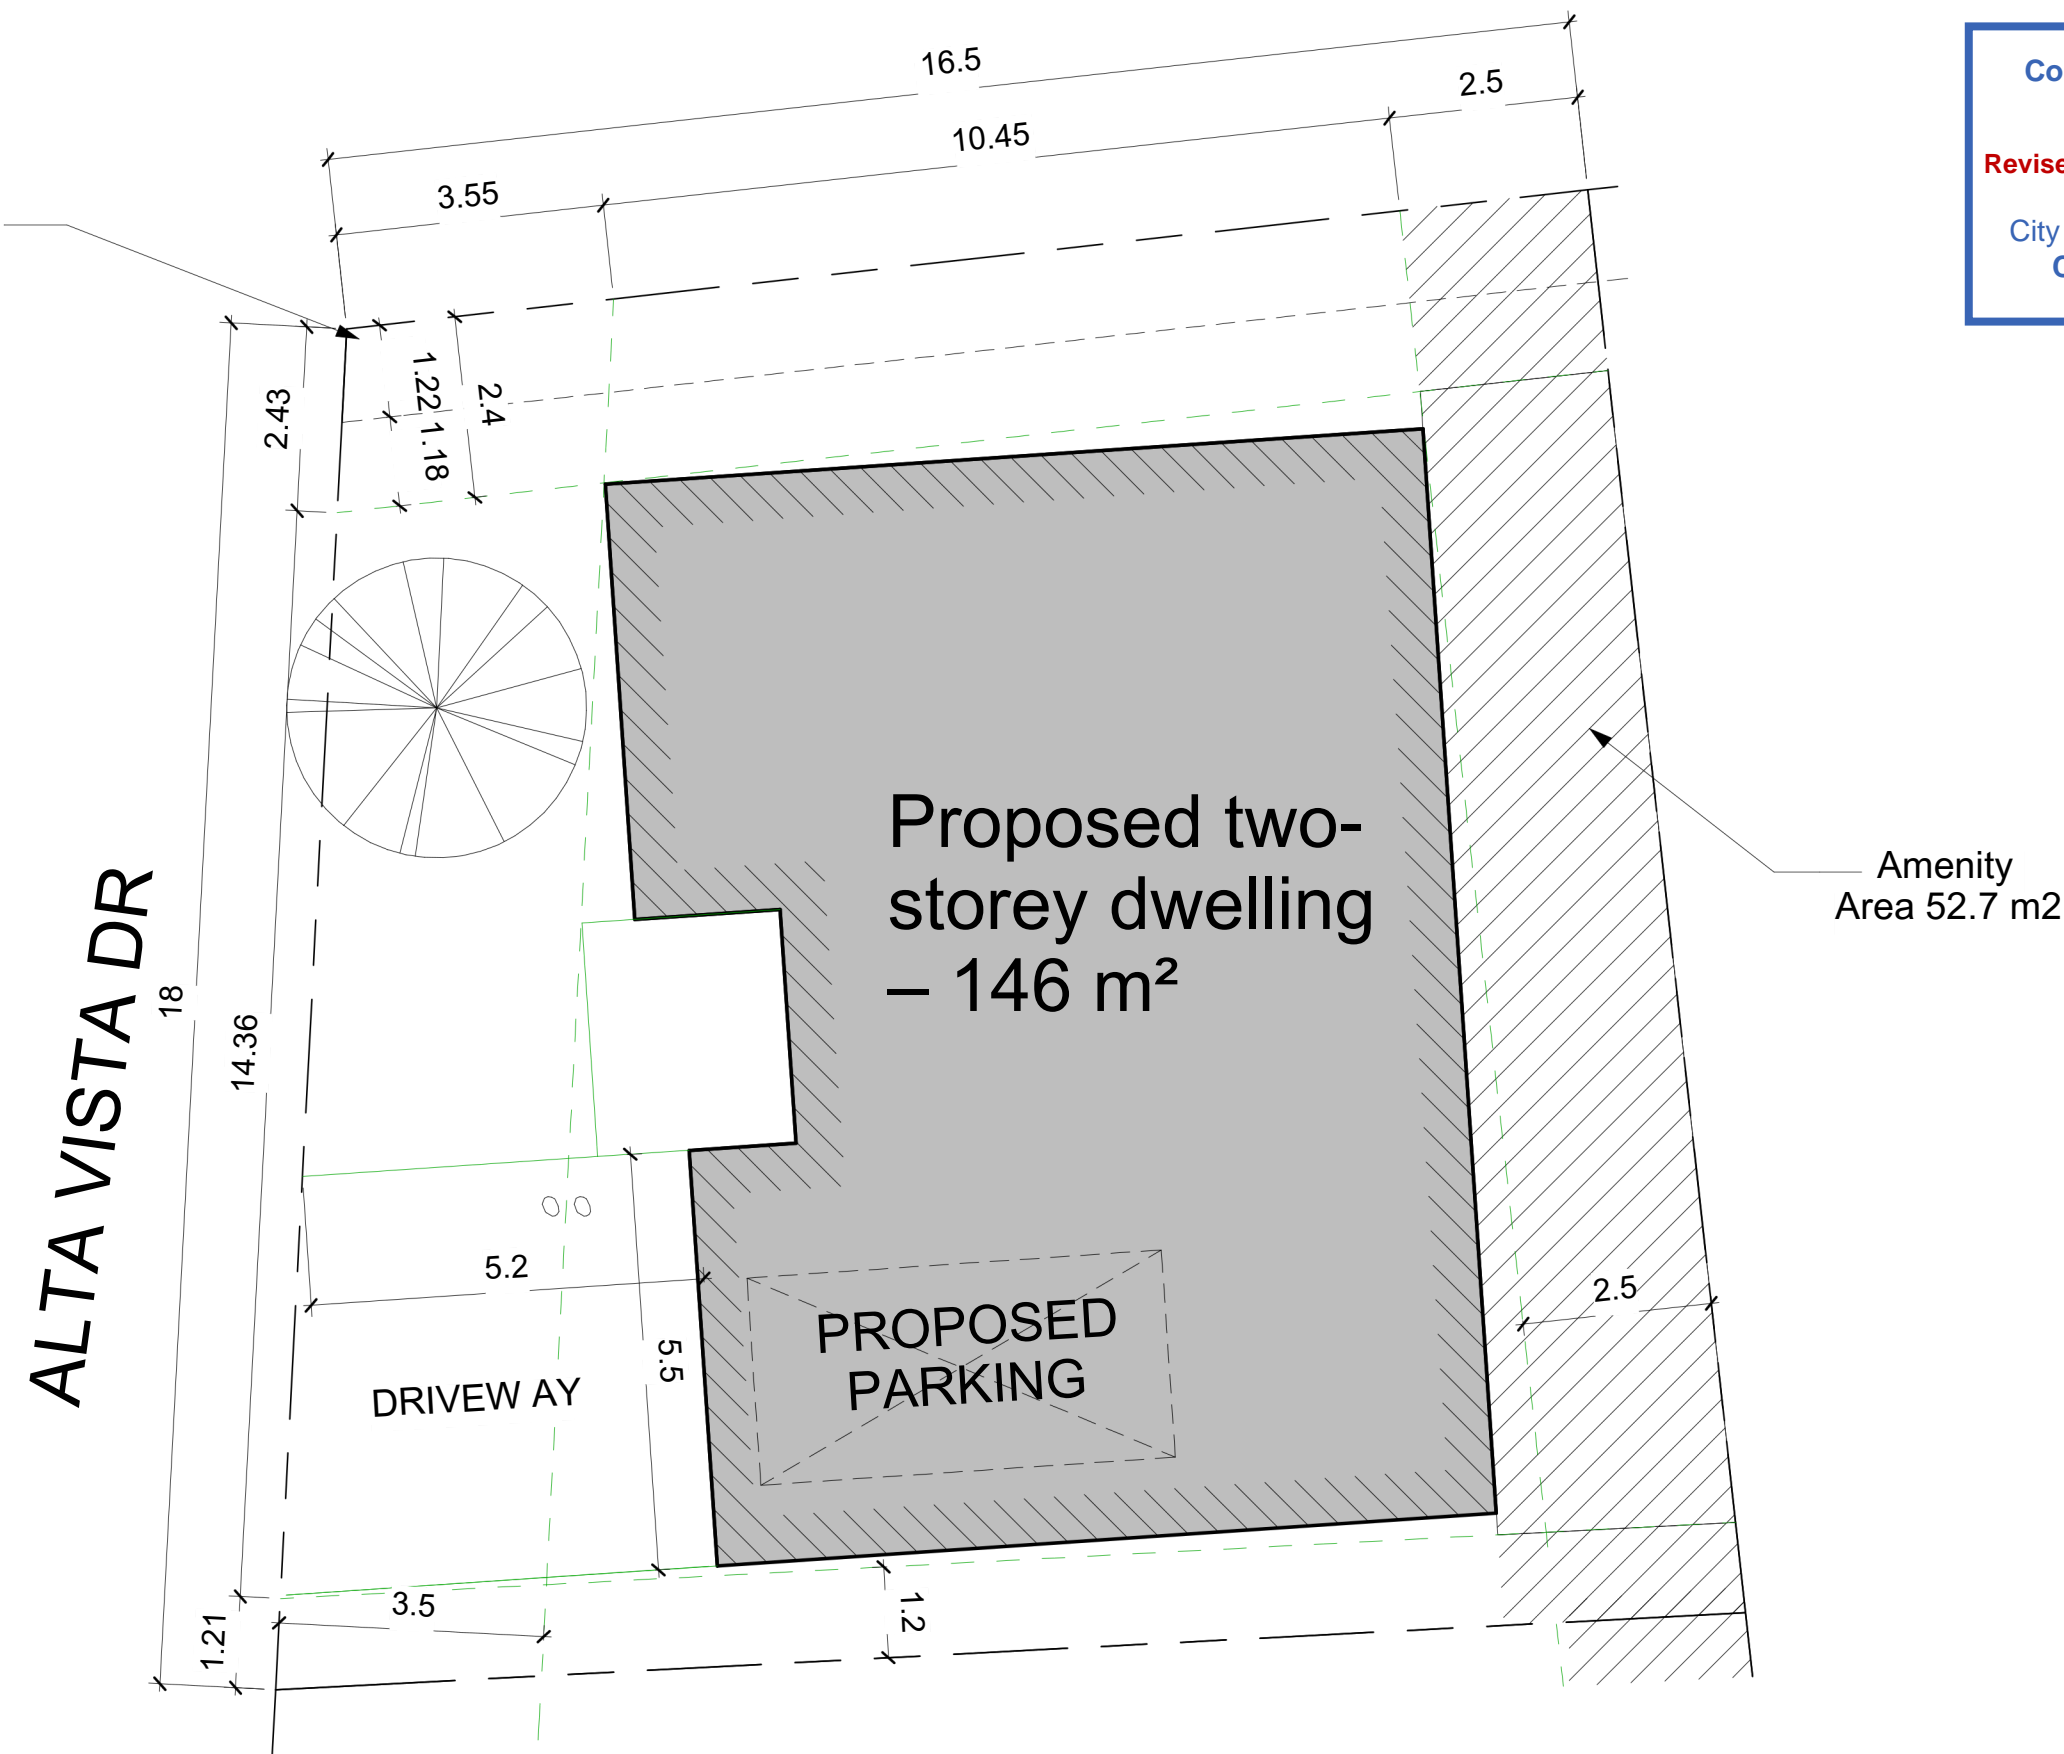 16.5
2.5
10.45
3.55
Co
Revise
City
C
2.43
1.22
2.4
1.18
Proposed two-
storey dwelling
– 146 m²
Amenity
Area 52.7 m2
ALTA VISTA DR
18
14.36
5.2
5.5
2.5
PROPOSED
PARKING
DRIVEW AY
3.5
1.2
1.21